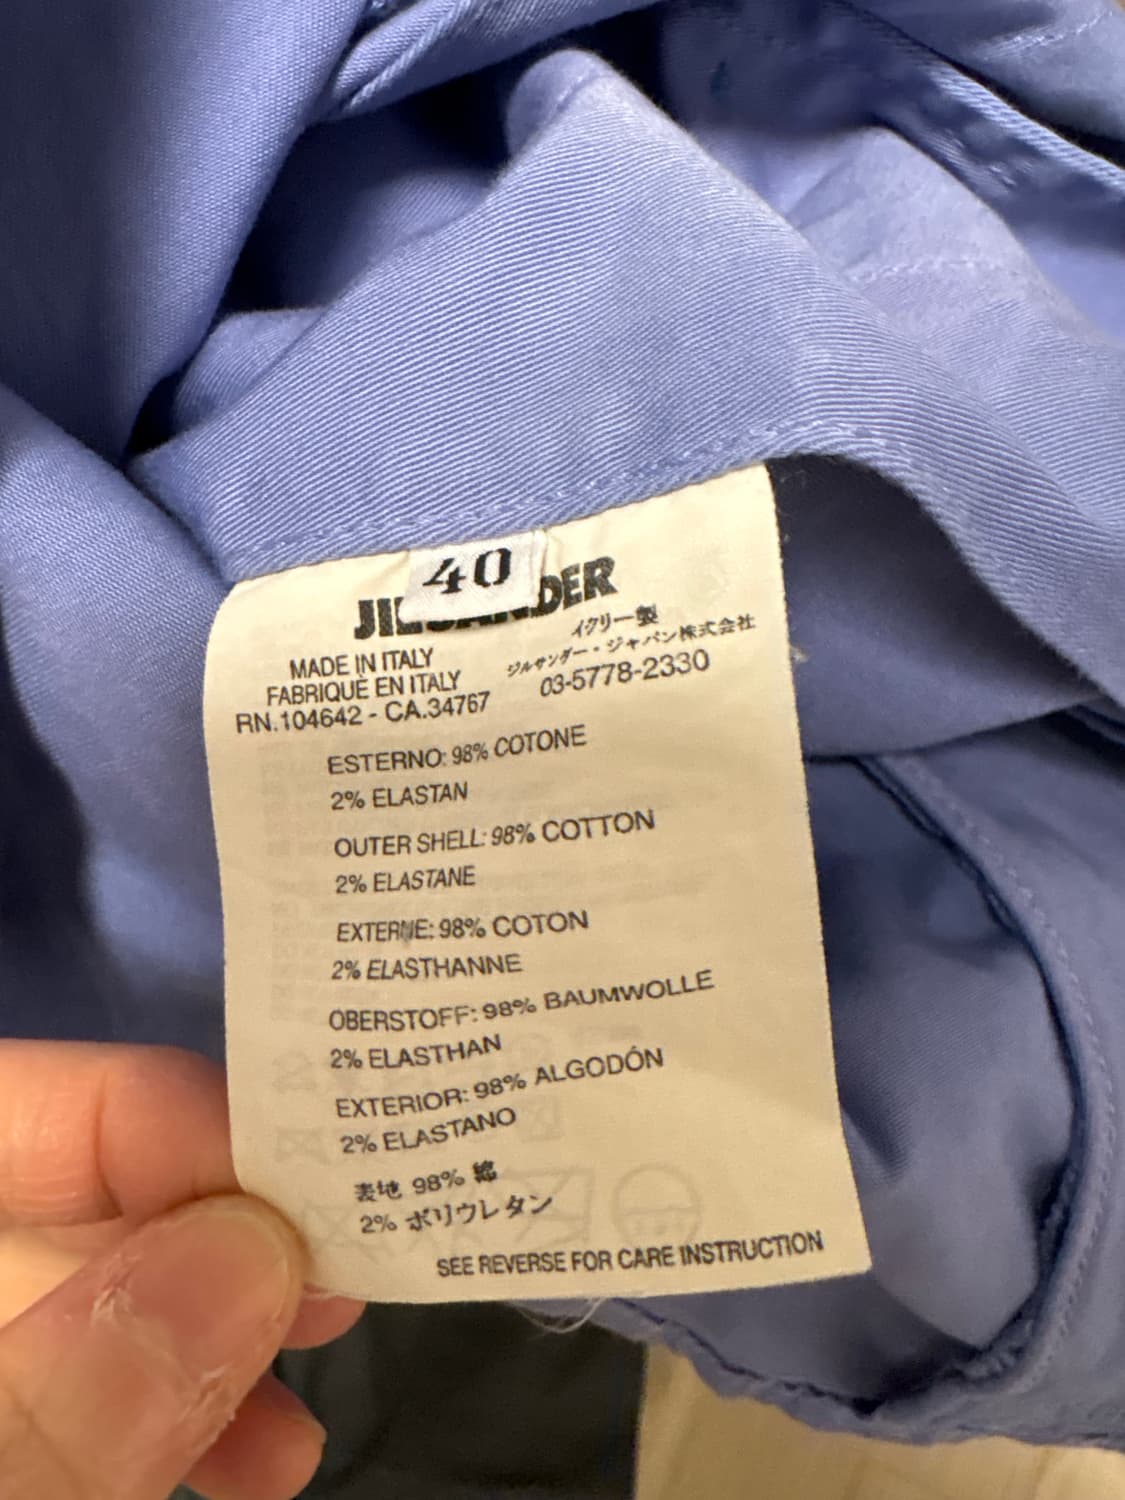 40
JIL SANDER
MADE IN ITALY
FABRIQUÈ EN ITALY
RN.104642 - CA.34767
イタリー製
ジルサンダー・ジャパン株式会社
03-5778-2330
ESTERNO: 98% COTONE
2% ELASTAN
OUTER SHELL: 98% COTTON
2% ELASTANE
EXTERNE: 98% COTON
2% ELASTHANNE
OBERSTOFF: 98% BAUMWOLLE
2% ELASTHAN
EXTERIOR: 98% ALGODÓN
2% ELASTANO
表地 98% 綿
2% ポリウレタン
SEE REVERSE FOR CARE INSTRUCTION